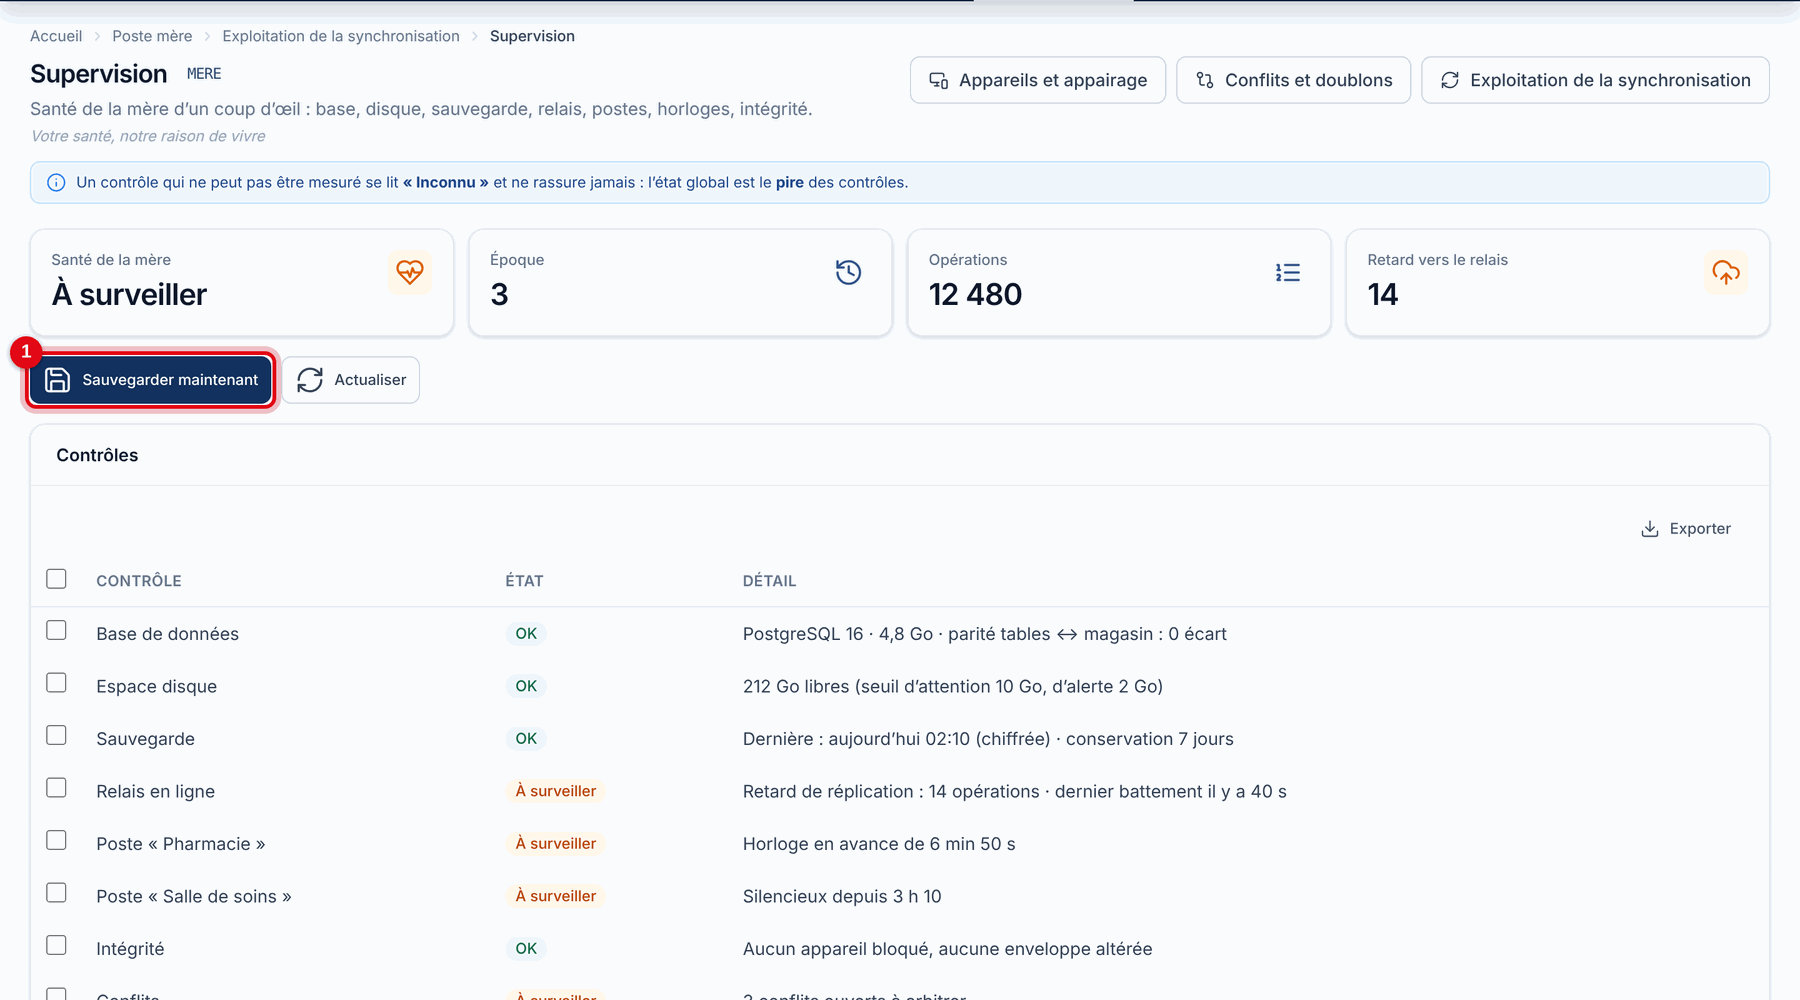 Accueil > Poste mère > Exploitation de la synchronisation > Supervision
Supervision MERE
Appareils et appairage
Conflits et doublons
Exploitation de la synchronisation
Santé de la mère d’un coup d’œil : base, disque, sauvegarde, relais, postes, horloges, intégrité.
Votre santé, notre raison de vivre
Un contrôle qui ne peut pas être mesuré se lit « Inconnu » et ne rassure jamais : l’état global est le pire des contrôles.
Santé de la mère
À surveiller
Époque
3
Opérations
12 480
Retard vers le relais
14
1
Sauvegarder maintenant
Actualiser
Contrôles
Exporter
CONTRÔLE ÉTAT DÉTAIL
Base de données OK PostgreSQL 16 · 4,8 Go · parité tables ↔ magasin : 0 écart
Espace disque OK 212 Go libres (seuil d’attention 10 Go, d’alerte 2 Go)
Sauvegarde OK Dernière : aujourd’hui 02:10 (chiffrée) · conservation 7 jours
Relais en ligne À surveiller Retard de réplication : 14 opérations · dernier battement il y a 40 s
Poste « Pharmacie » À surveiller Horloge en avance de 6 min 50 s
Poste « Salle de soins » À surveiller Silencieux depuis 3 h 10
Intégrité OK Aucun appareil bloqué, aucune enveloppe altérée
Conflits À surveiller conflits ouverts à arbitrer